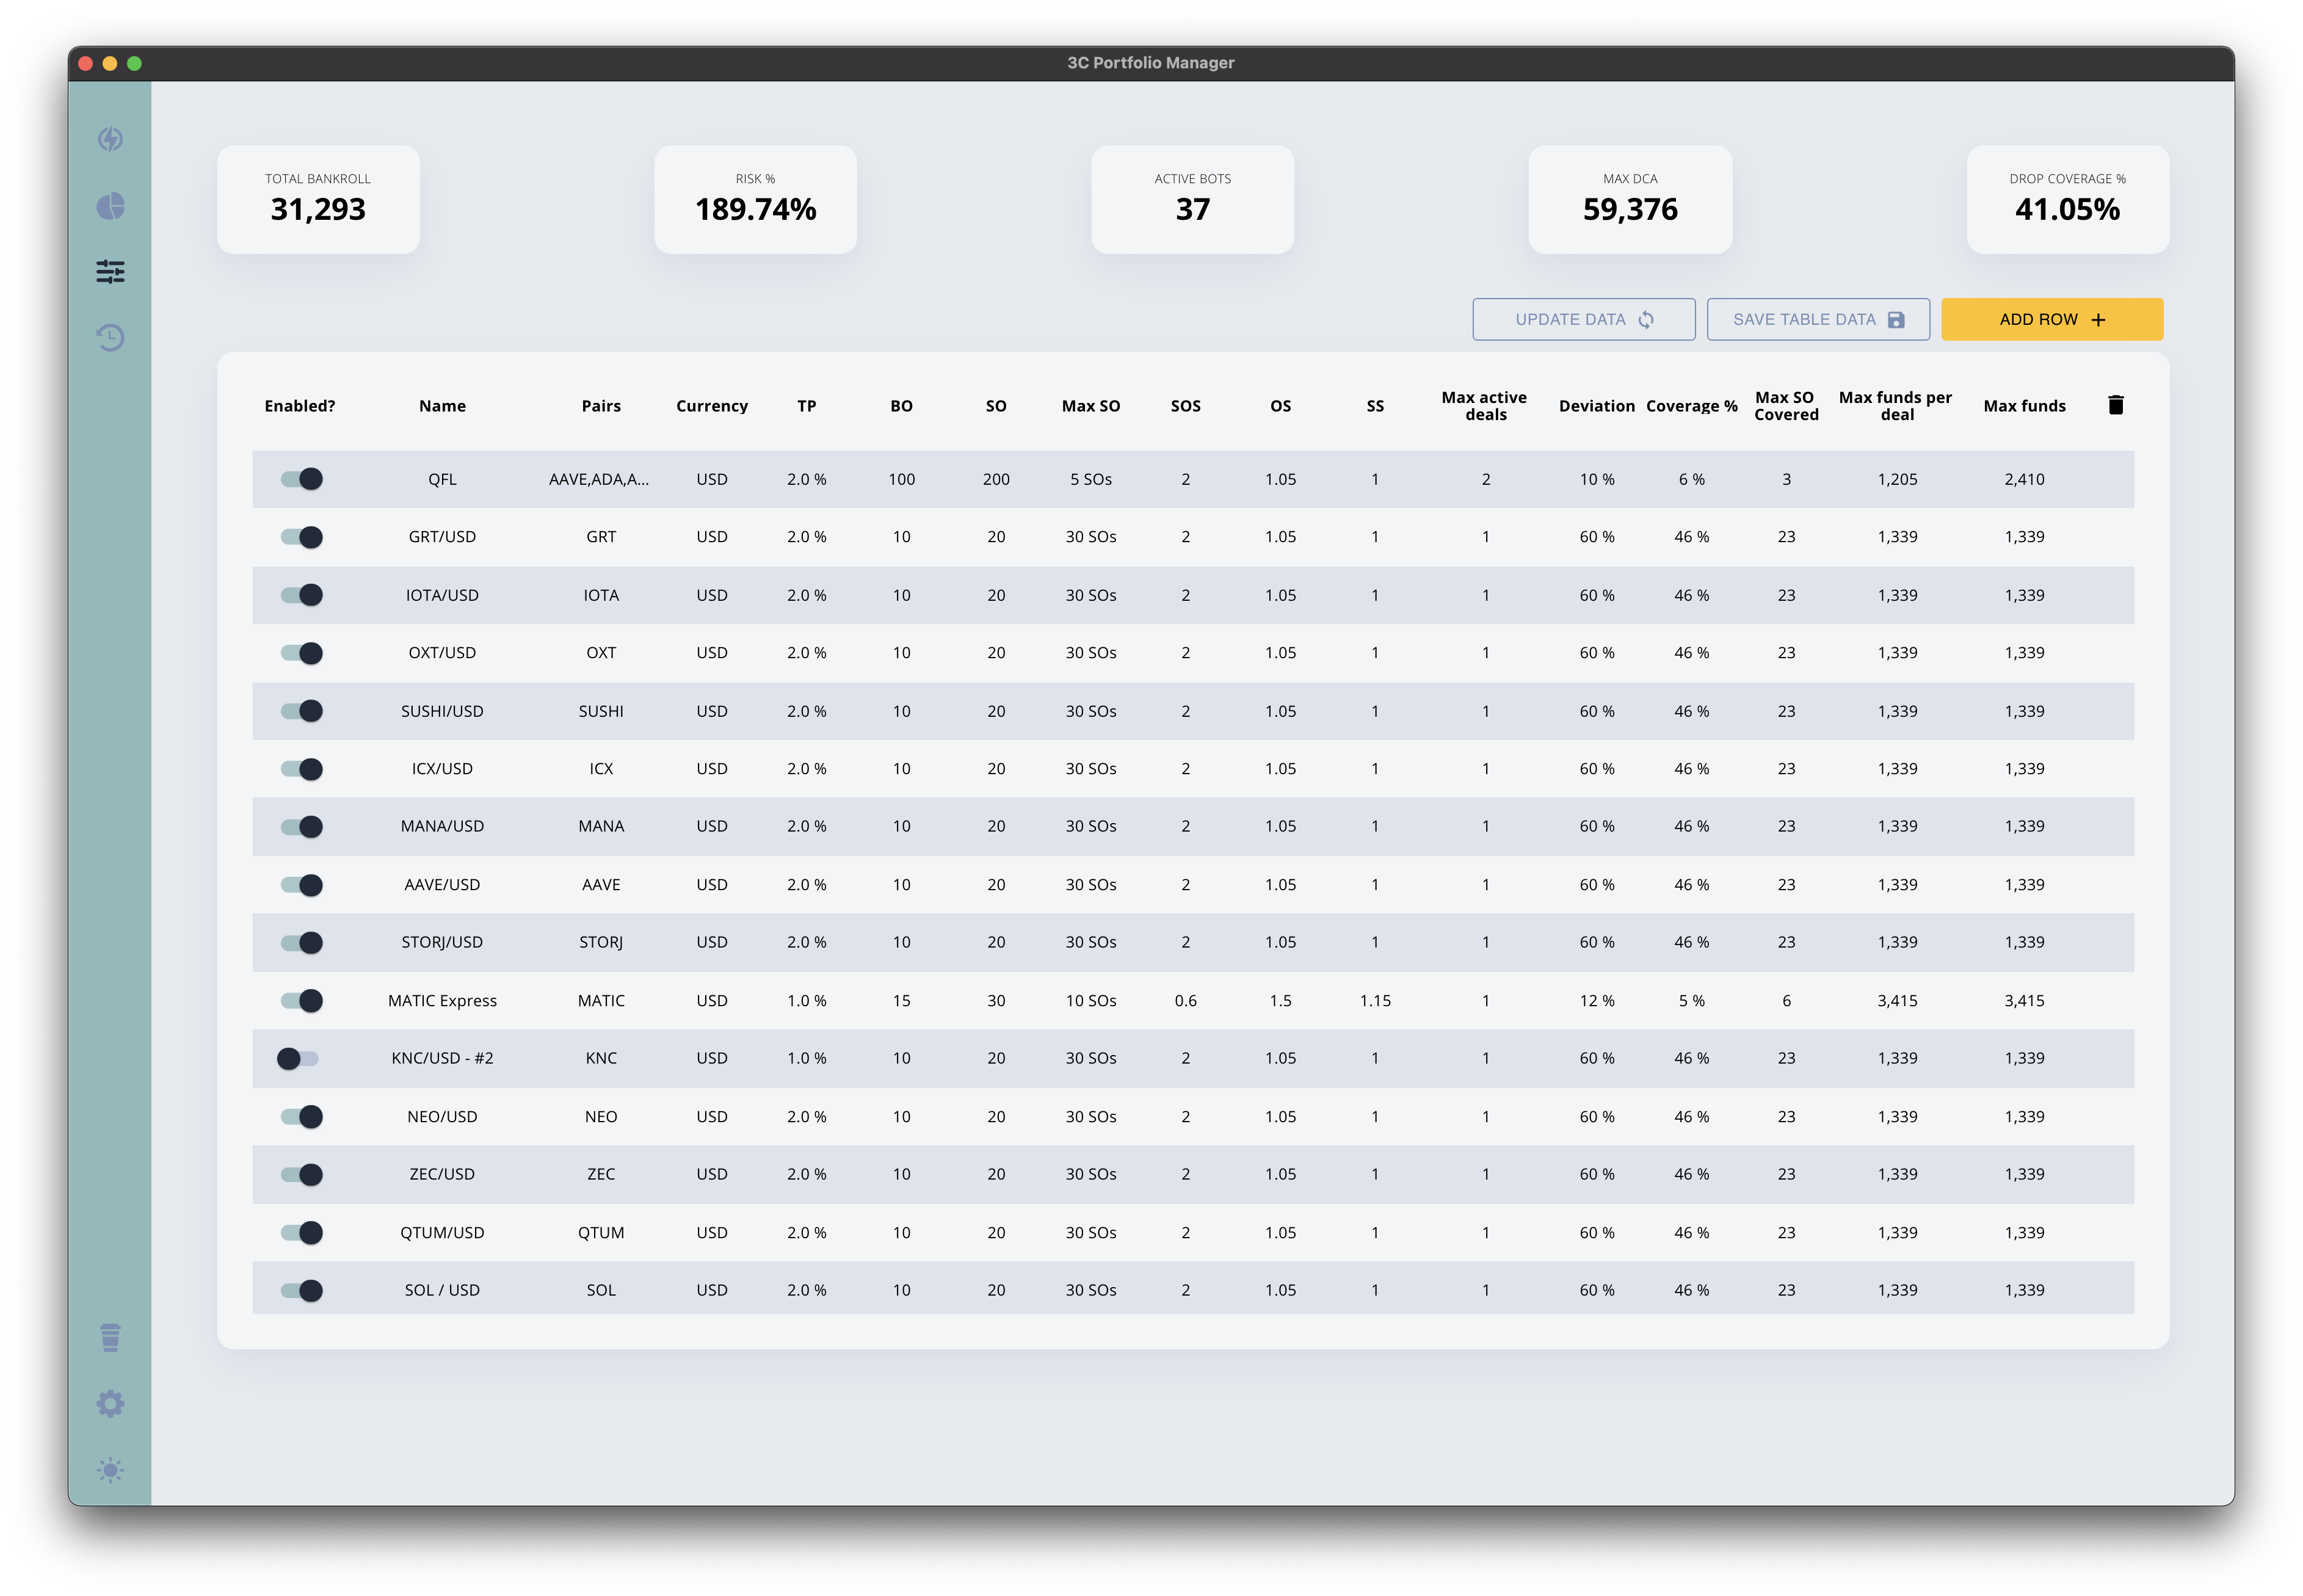 3C Portfolio Manager
TOTAL BANKROLL
31,293
RISK %
189.74%
ACTIVE BOTS
37
MAX DCA
59,376
DROP COVERAGE %
41.05%
UPDATE DATA
SAVE TABLE DATA
ADD ROW +
Enabled? Name Pairs Currency TP BO SO Max SO SOS OS SS Max active deals Deviation Coverage % Max SO Covered Max funds per deal Max funds
QFL AAVE,ADA,A... USD 2.0 % 100 200 5 SOs 2 1.05 1 2 10 % 6 % 3 1,205 2,410
GRT/USD GRT USD 2.0 % 10 20 30 SOs 2 1.05 1 1 60 % 46 % 23 1,339 1,339
IOTA/USD IOTA USD 2.0 % 10 20 30 SOs 2 1.05 1 1 60 % 46 % 23 1,339 1,339
OXT/USD OXT USD 2.0 % 10 20 30 SOs 2 1.05 1 1 60 % 46 % 23 1,339 1,339
SUSHI/USD SUSHI USD 2.0 % 10 20 30 SOs 2 1.05 1 1 60 % 46 % 23 1,339 1,339
ICX/USD ICX USD 2.0 % 10 20 30 SOs 2 1.05 1 1 60 % 46 % 23 1,339 1,339
MANA/USD MANA USD 2.0 % 10 20 30 SOs 2 1.05 1 1 60 % 46 % 23 1,339 1,339
AAVE/USD AAVE USD 2.0 % 10 20 30 SOs 2 1.05 1 1 60 % 46 % 23 1,339 1,339
STORJ/USD STORJ USD 2.0 % 10 20 30 SOs 2 1.05 1 1 60 % 46 % 23 1,339 1,339
MATIC Express MATIC USD 1.0 % 15 30 10 SOs 0.6 1.5 1.15 1 12 % 5 % 6 3,415 3,415
KNC/USD - #2 KNC USD 1.0 % 10 20 30 SOs 2 1.05 1 1 60 % 46 % 23 1,339 1,339
NEO/USD NEO USD 2.0 % 10 20 30 SOs 2 1.05 1 1 60 % 46 % 23 1,339 1,339
ZEC/USD ZEC USD 2.0 % 10 20 30 SOs 2 1.05 1 1 60 % 46 % 23 1,339 1,339
QTUM/USD QTUM USD 2.0 % 10 20 30 SOs 2 1.05 1 1 60 % 46 % 23 1,339 1,339
SOL / USD SOL USD 2.0 % 10 20 30 SOs 2 1.05 1 1 60 % 46 % 23 1,339 1,339